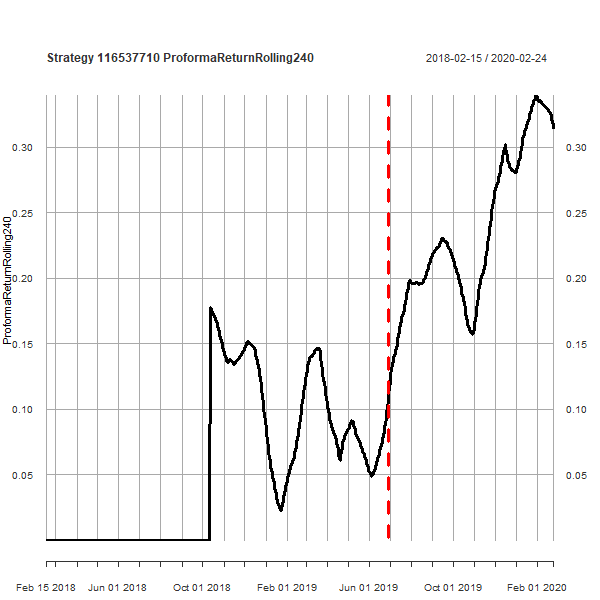 Strategy 116537710 ProformaReturnRolling240
2018-02-15 / 2020-02-24
ProformaReturnRolling240
0.30 0.30
0.25 0.25
0.20 0.20
0.15 0.15
0.10 0.10
0.05 0.05
Feb 15 2018 Jun 01 2018 Oct 01 2018 Feb 01 2019 Jun 01 2019 Oct 01 2019 Feb 01 2020